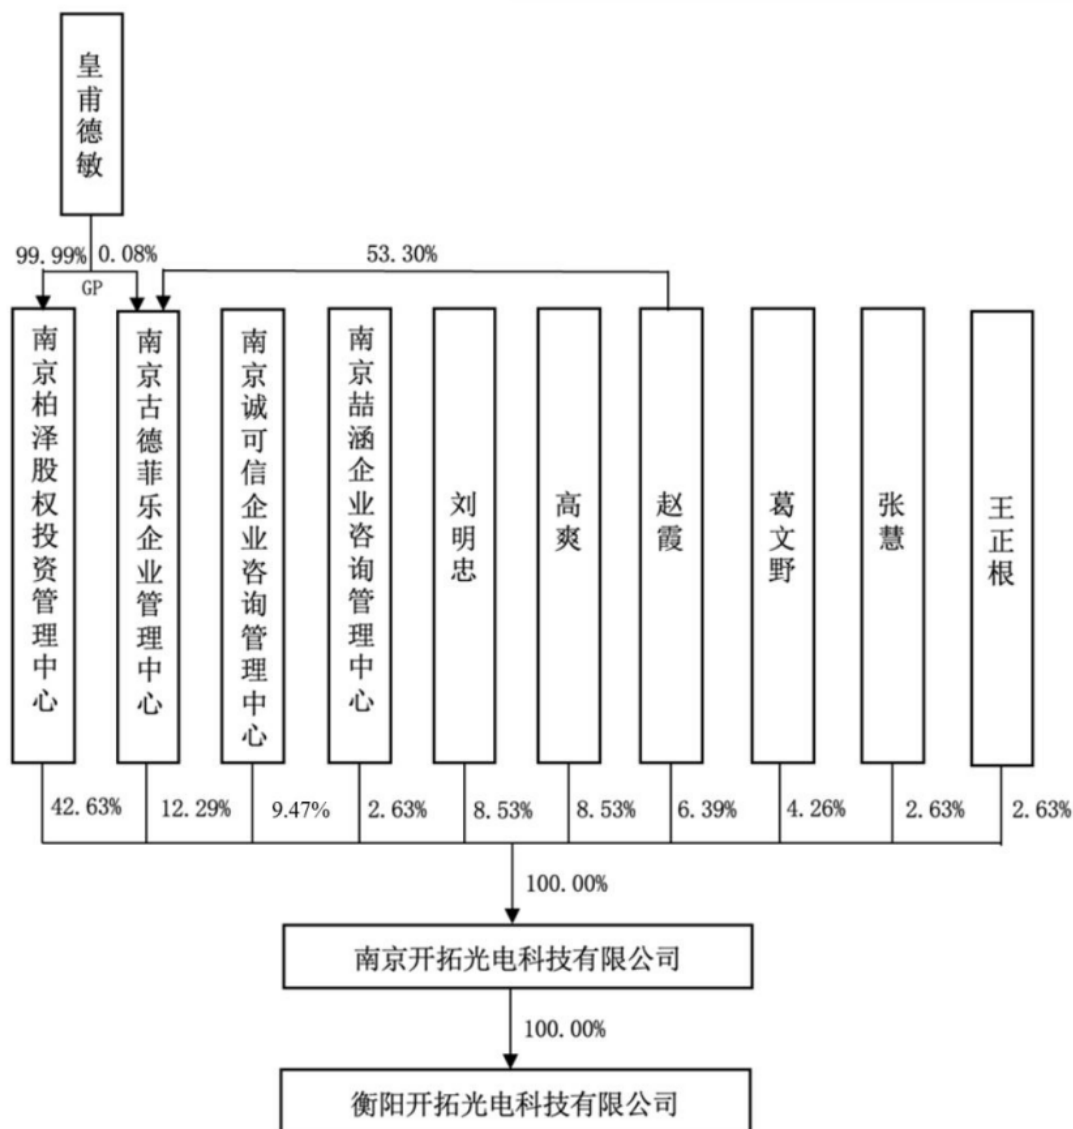 皇甫德敏
99.99%
0.08%
53.30%
GP
南京柏泽股权投资管理中心
南京古德菲乐企业管理中心
南京诚可信企业咨询管理中心
南京喆涵企业咨询管理中心
刘明忠
高爽
赵霞
葛文野
张慧
王正根
42.63%
12.29%
9.47%
2.63%
8.53%
8.53%
6.39%
4.26%
2.63%
2.63%
100.00%
南京开拓光电科技有限公司
100.00%
衡阳开拓光电科技有限公司